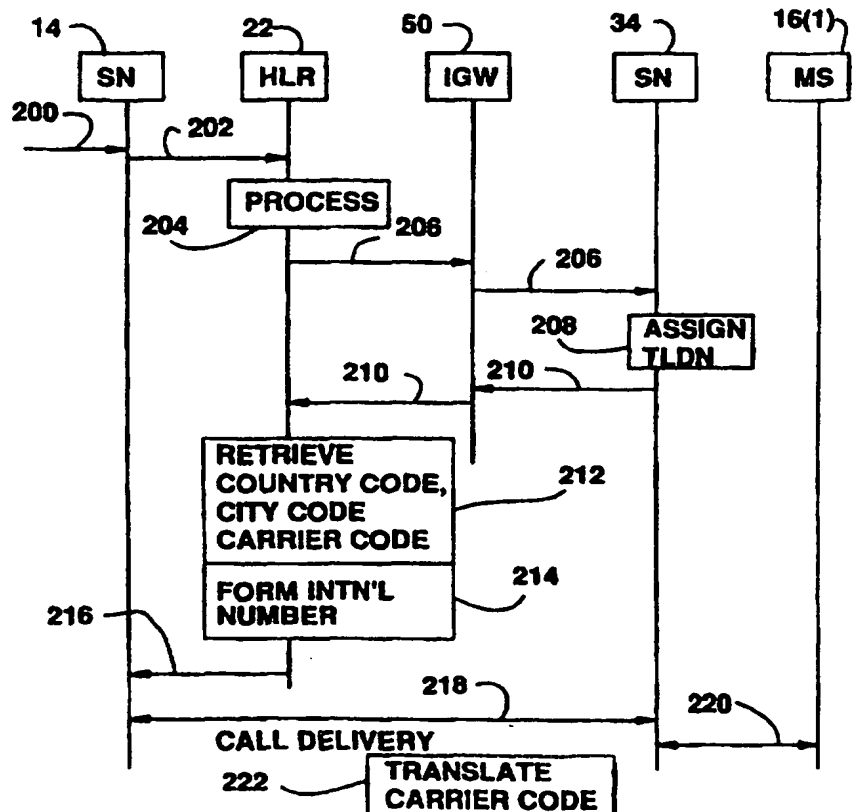 14 22 50 34 16(1)
SN HLR IGW SN MS
200
202
PROCESS
204
206
206
208 ASSIGN
TLDN
210 210
RETRIEVE
COUNTRY CODE,
CITY CODE
CARRIER CODE
212
FORM INTN'L
NUMBER
214
216
218
220
CALL DELIVERY
222 TRANSLATE
CARRIER CODE